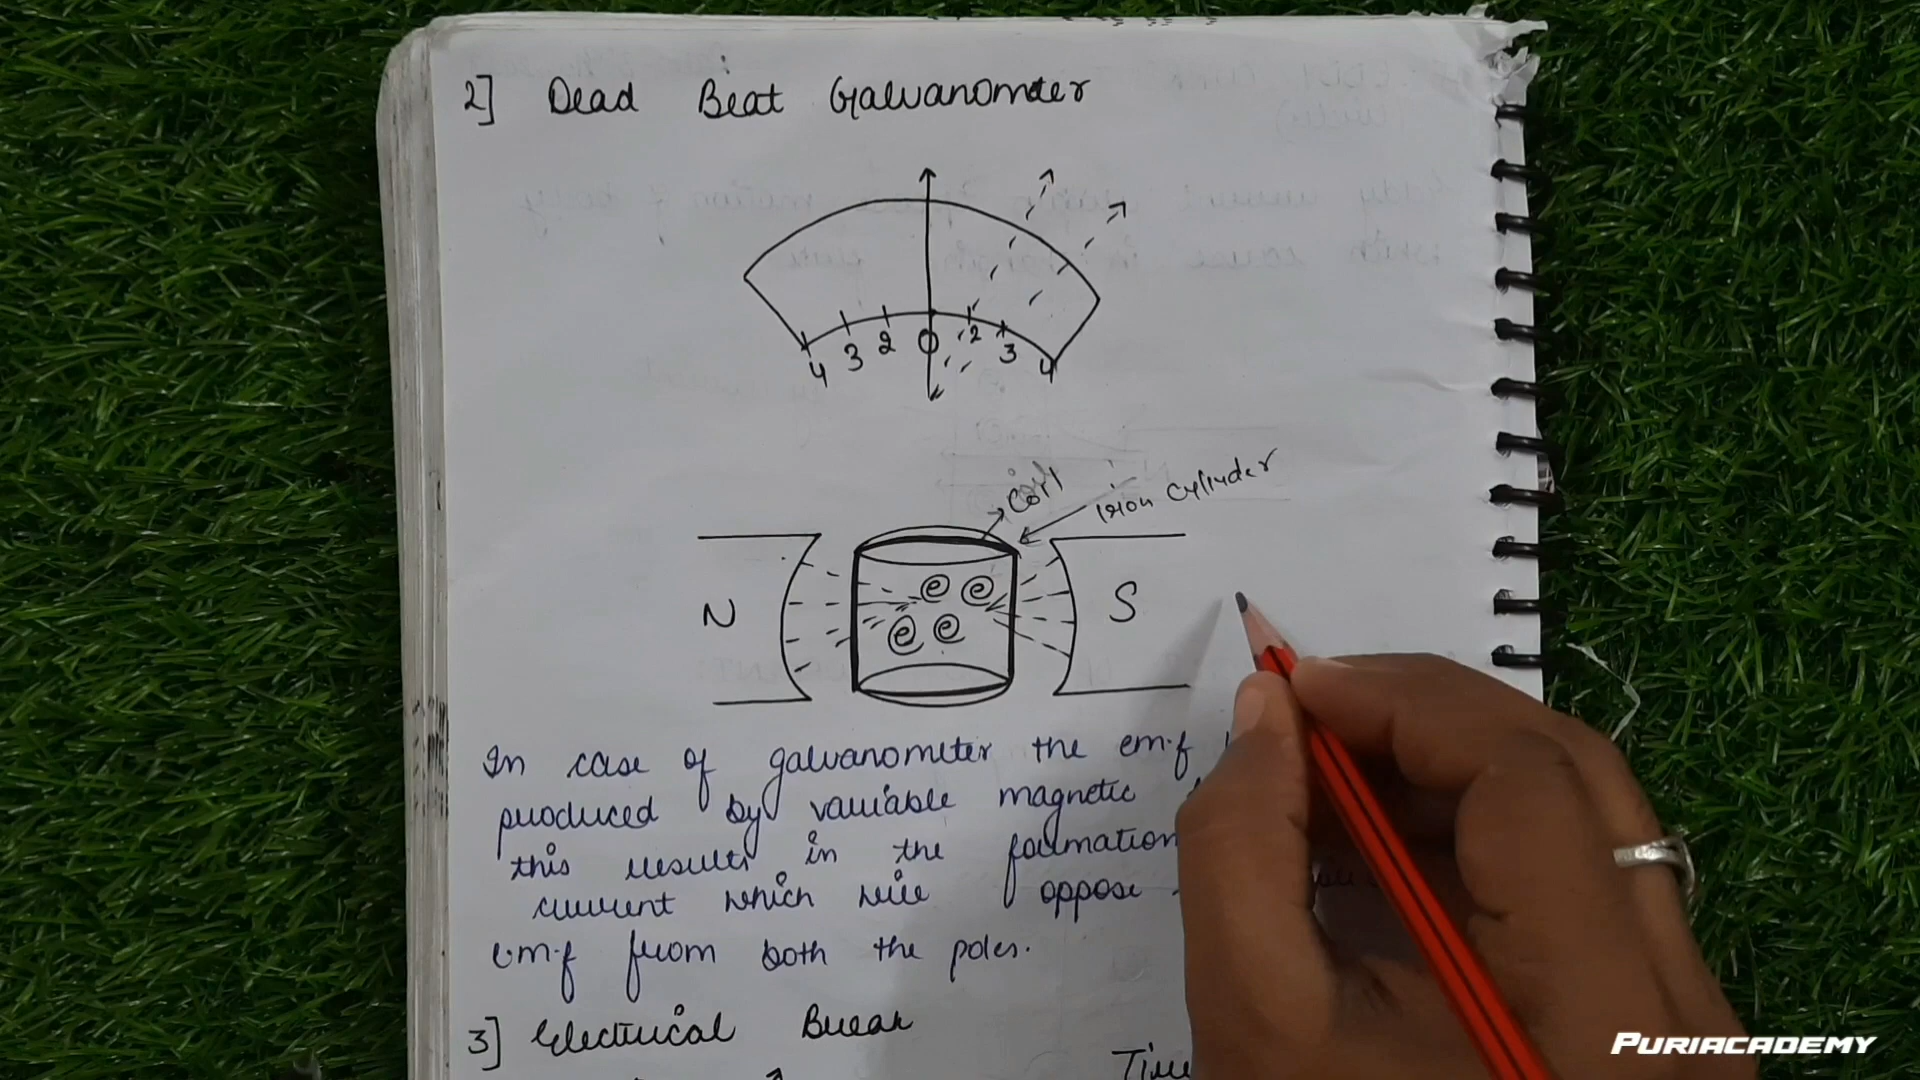 2] Dead Beat Galvanometer
4 3 2 0 2 3 4
Coil
Iron Cylinder
N
S
e e
e e
In case of galvanometer the em.f
produced by variable magnetic
this results in the formation
current which will oppose
e.m.f from both the poles.
3] Electrical Break
Time
PURIACADEMY